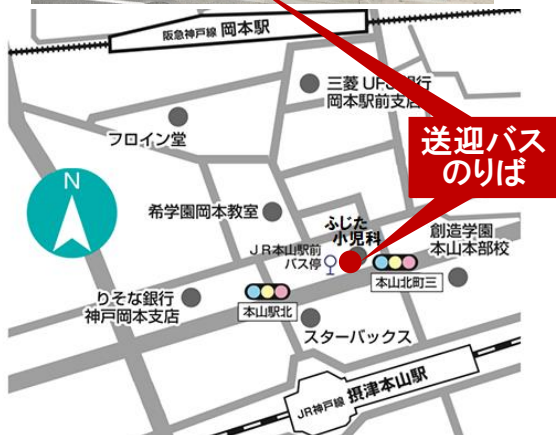 阪急神戸線 岡本駅
三菱UFJ銀行
岡本駅前支店
フロイン堂
送迎バス
のりば
N
希学園岡本教室
ふじた
小児科
創造学園
本山本部校
JR本山駅前
バス停
本山北町三
りそな銀行
神戸岡本支店
本山駅北
スターバックス
JR神戸線 摂津本山駅